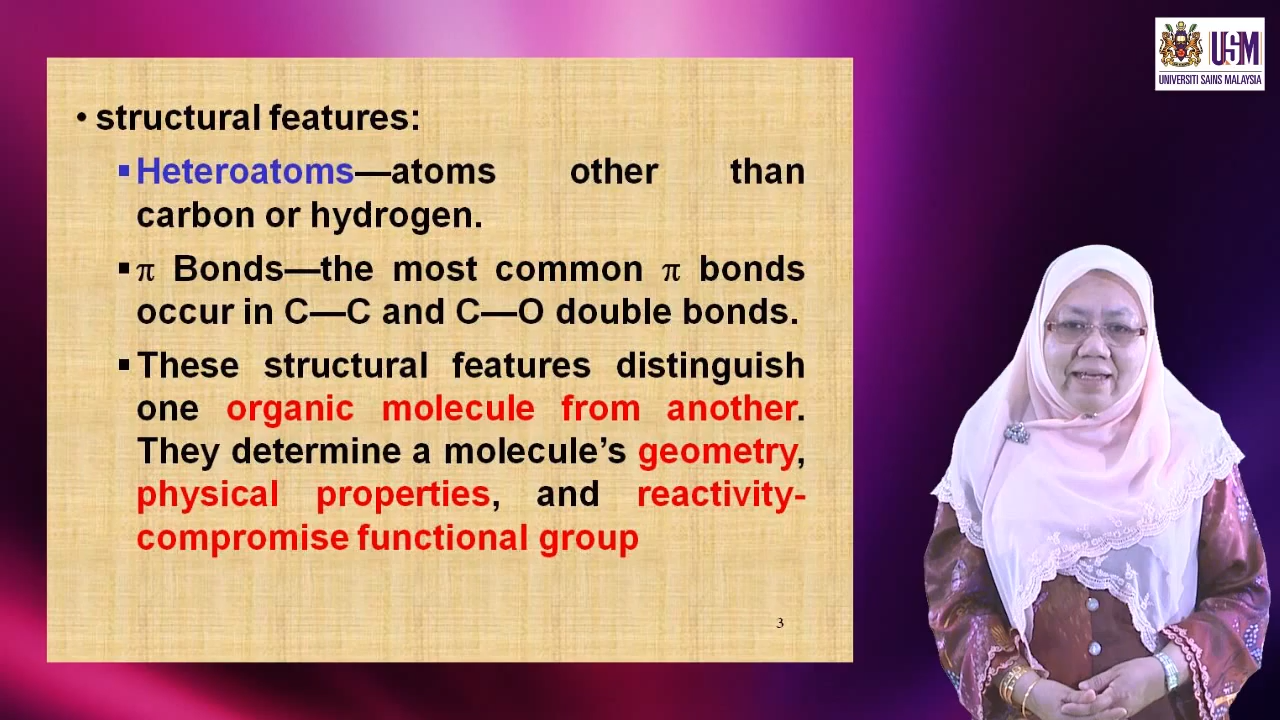 • structural features:
▪ Heteroatoms—atoms other than
carbon or hydrogen.
▪ π Bonds—the most common π bonds
occur in C—C and C—O double bonds.
▪ These structural features distinguish
one organic molecule from another.
They determine a molecule’s geometry,
physical properties, and reactivity-
compromise functional group
3
USM
UNIVERSITI SAINS MALAYSIA